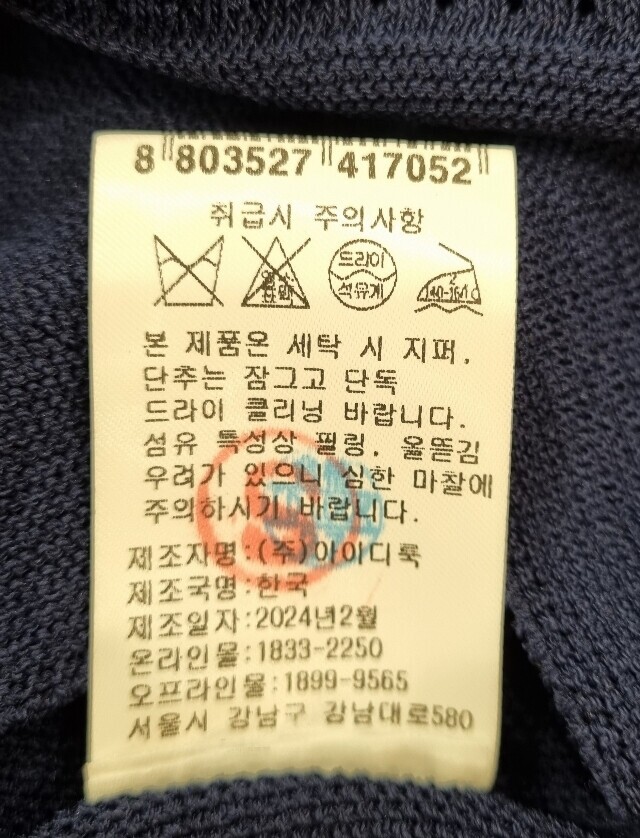 8 803527 417052
취급시 주의사항
드라이
석유계
본 제품은 세탁 시 지퍼,
단추는 잠그고 단독
드라이 클리닝 바랍니다.
섬유 특성상 필링, 올뜯김
우려가 있으니 심한 마찰에
주의하시기 바랍니다.
제조자명:(주)아이디룩
제조국명:한국
제조일자:2024년2월
온라인몰:1833-2250
오프라인몰:1899-9565
서울시 강남구 강남대로580